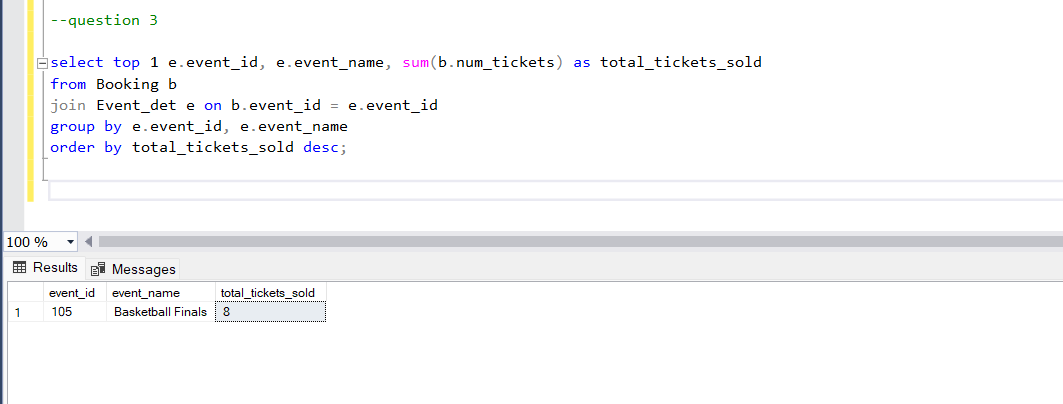 --question 3
select top 1 e.event_id, e.event_name, sum(b.num_tickets) as total_tickets_sold
from Booking b
join Event_det e on b.event_id = e.event_id
group by e.event_id, e.event_name
order by total_tickets_sold desc;
100 %
Results Messages
event_id event_name total_tickets_sold
1 105 Basketball Finals 8